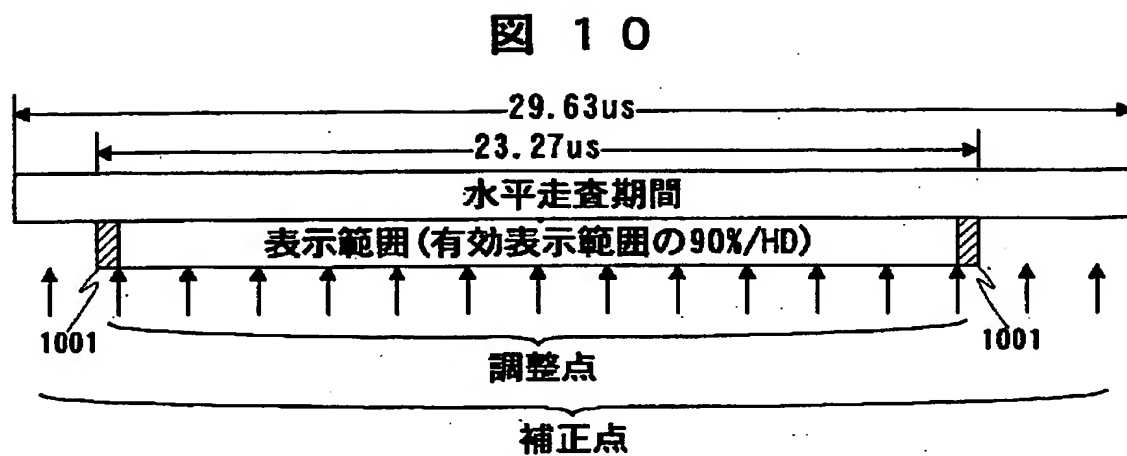 図 10
29.63us
23.27us
水平走査期間
表示範囲(有効表示範囲の90%/HD)
1001
1001
調整点
補正点